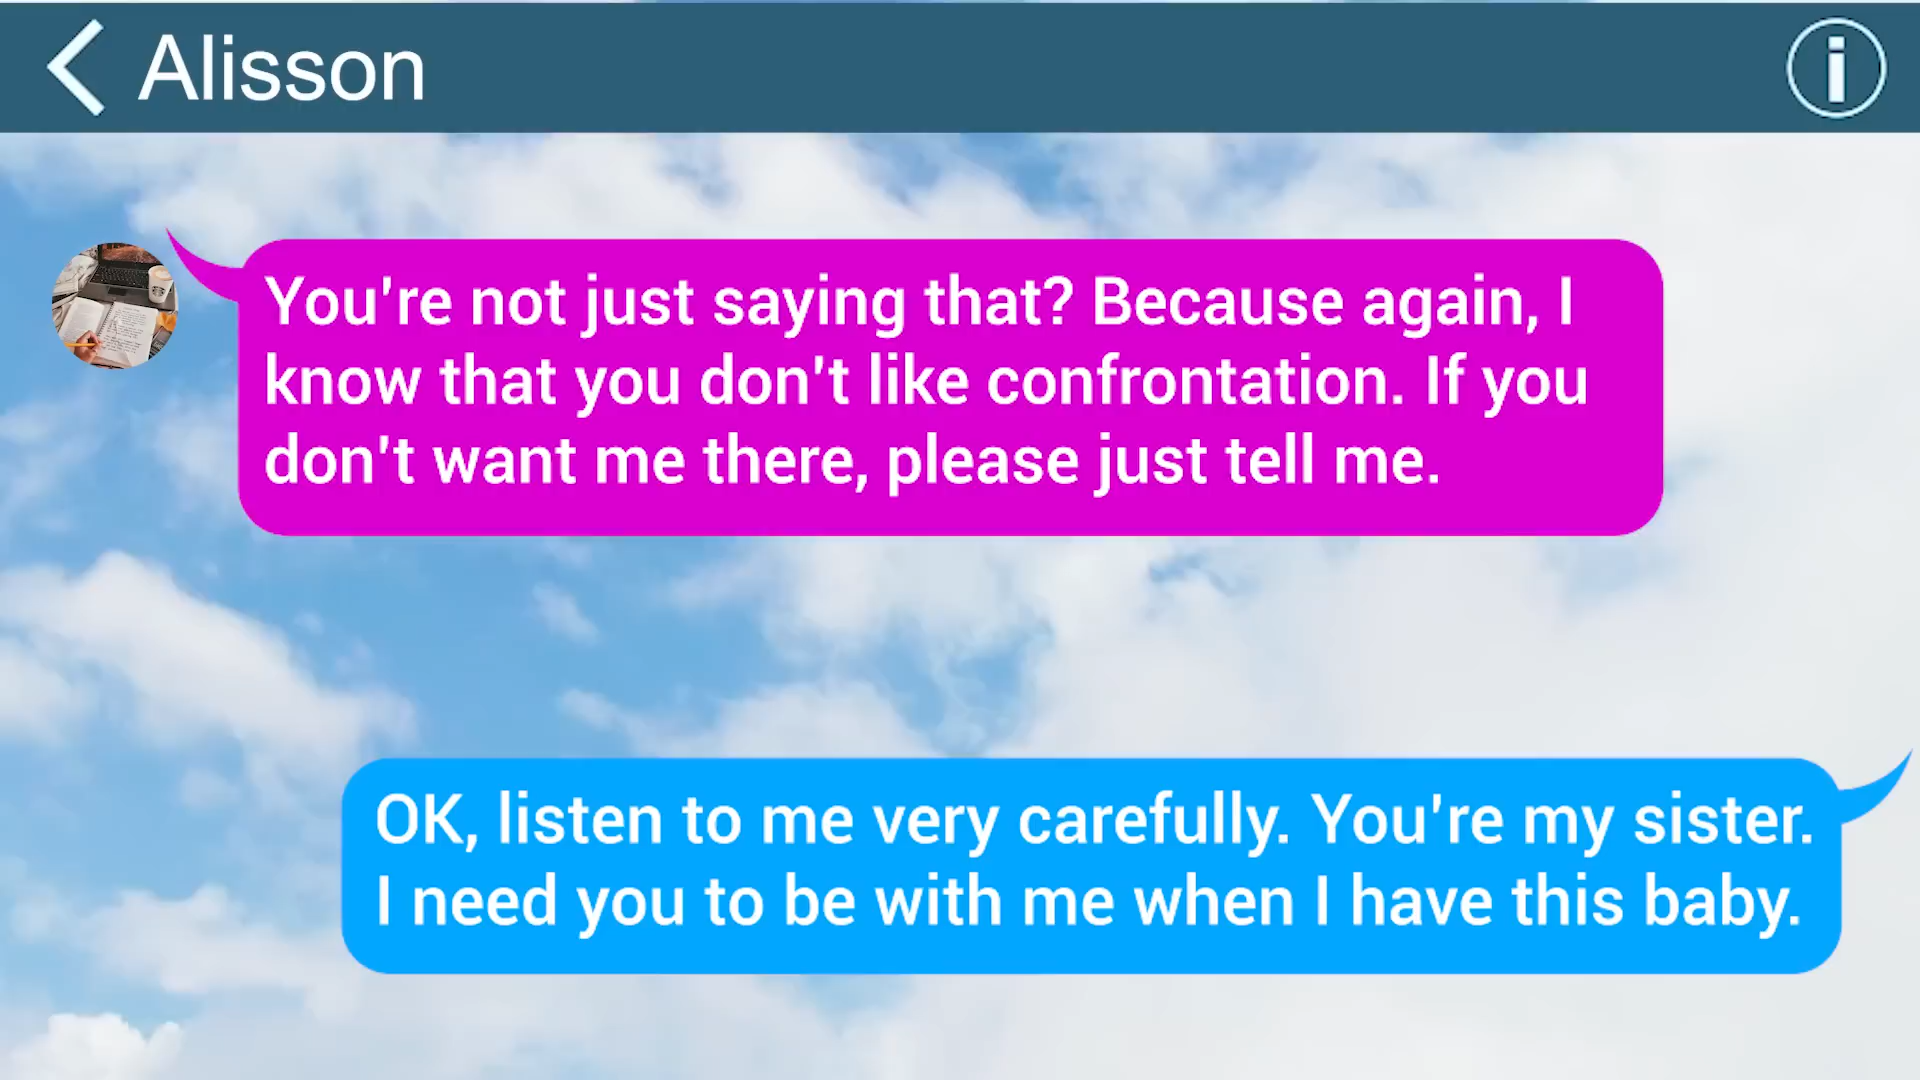 Alisson
You're not just saying that? Because again, I
know that you don't like confrontation. If you
don't want me there, please just tell me.
OK, listen to me very carefully. You're my sister.
I need you to be with me when I have this baby.